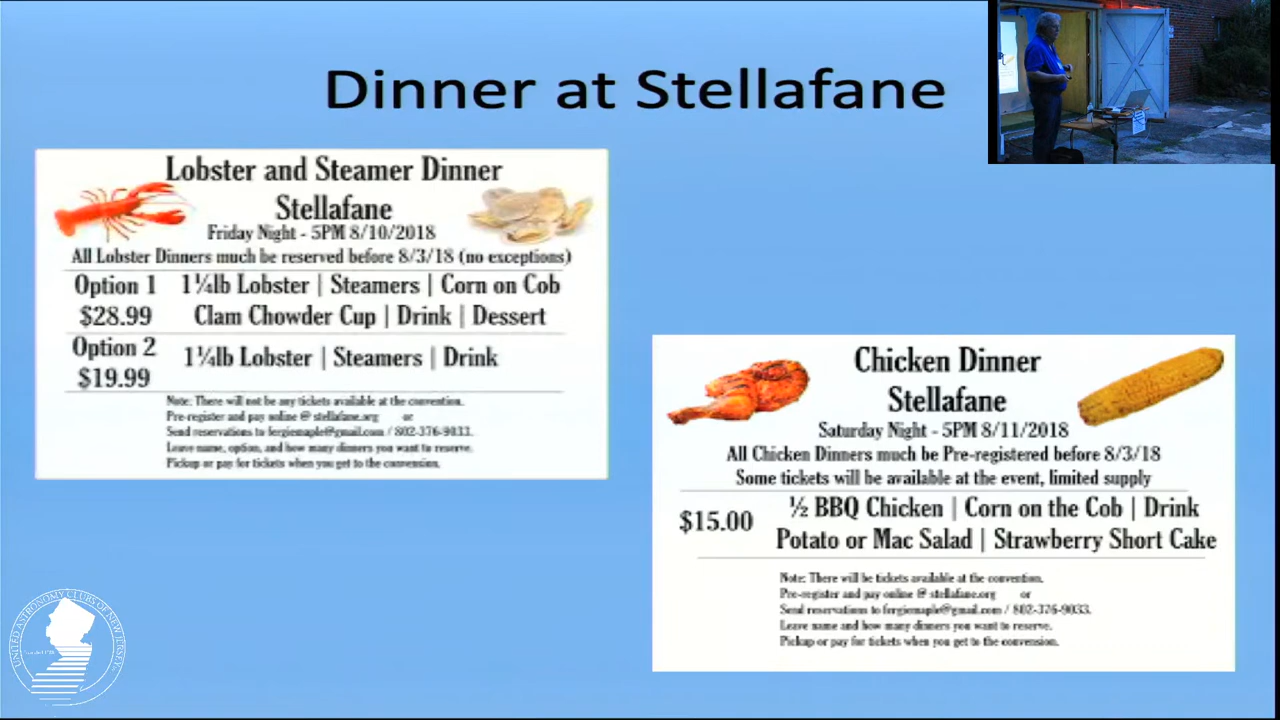 Dinner at Stellafane
Lobster and Steamer Dinner
Stellafane
Friday Night - 5PM 8/10/2018
All Lobster Dinners much be reserved before 8/3/18 (no exceptions)
Option 1
$28.99
1¼lb Lobster | Steamers | Corn on Cob
Clam Chowder Cup | Drink | Dessert
Option 2
$19.99
1¼lb Lobster | Steamers | Drink
Note: There will not be any tickets available at the convention.
Pre-register and pay online @ stellafane.org or
Send reservations to fergiemaple@gmail.com / 802-376-9033.
Leave name, option, and how many dinners you want to reserve.
Pickup or pay for tickets when you get to the convention.
Chicken Dinner
Stellafane
Saturday Night - 5PM 8/11/2018
All Chicken Dinners much be Pre-registered before 8/3/18
Some tickets will be available at the event, limited supply
$15.00
½ BBQ Chicken | Corn on the Cob | Drink
Potato or Mac Salad | Strawberry Short Cake
Note: There will be tickets available at the convention.
Pre-register and pay online @ stellafane.org or
Send reservations to fergiemaple@gmail.com / 802-376-9033.
Leave name and how many dinners you want to reserve.
Pickup or pay for tickets when you get to the convension.
UNITED ASTRONOMY CLUBS OF NEW JERSEY